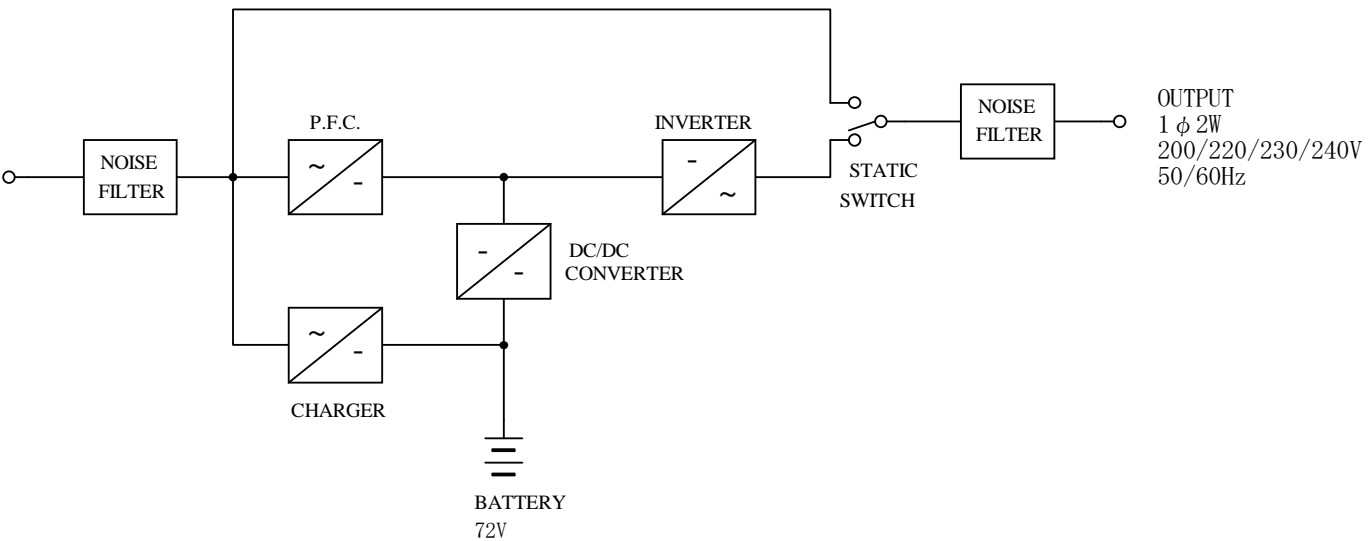 NOISE
FILTER
P.F.C.
~
-
CHARGER
~
-
-
-
DC/DC
CONVERTER
BATTERY
72V
INVERTER
-
~
STATIC
SWITCH
NOISE
FILTER
OUTPUT
1φ2W
200/220/230/240V
50/60Hz